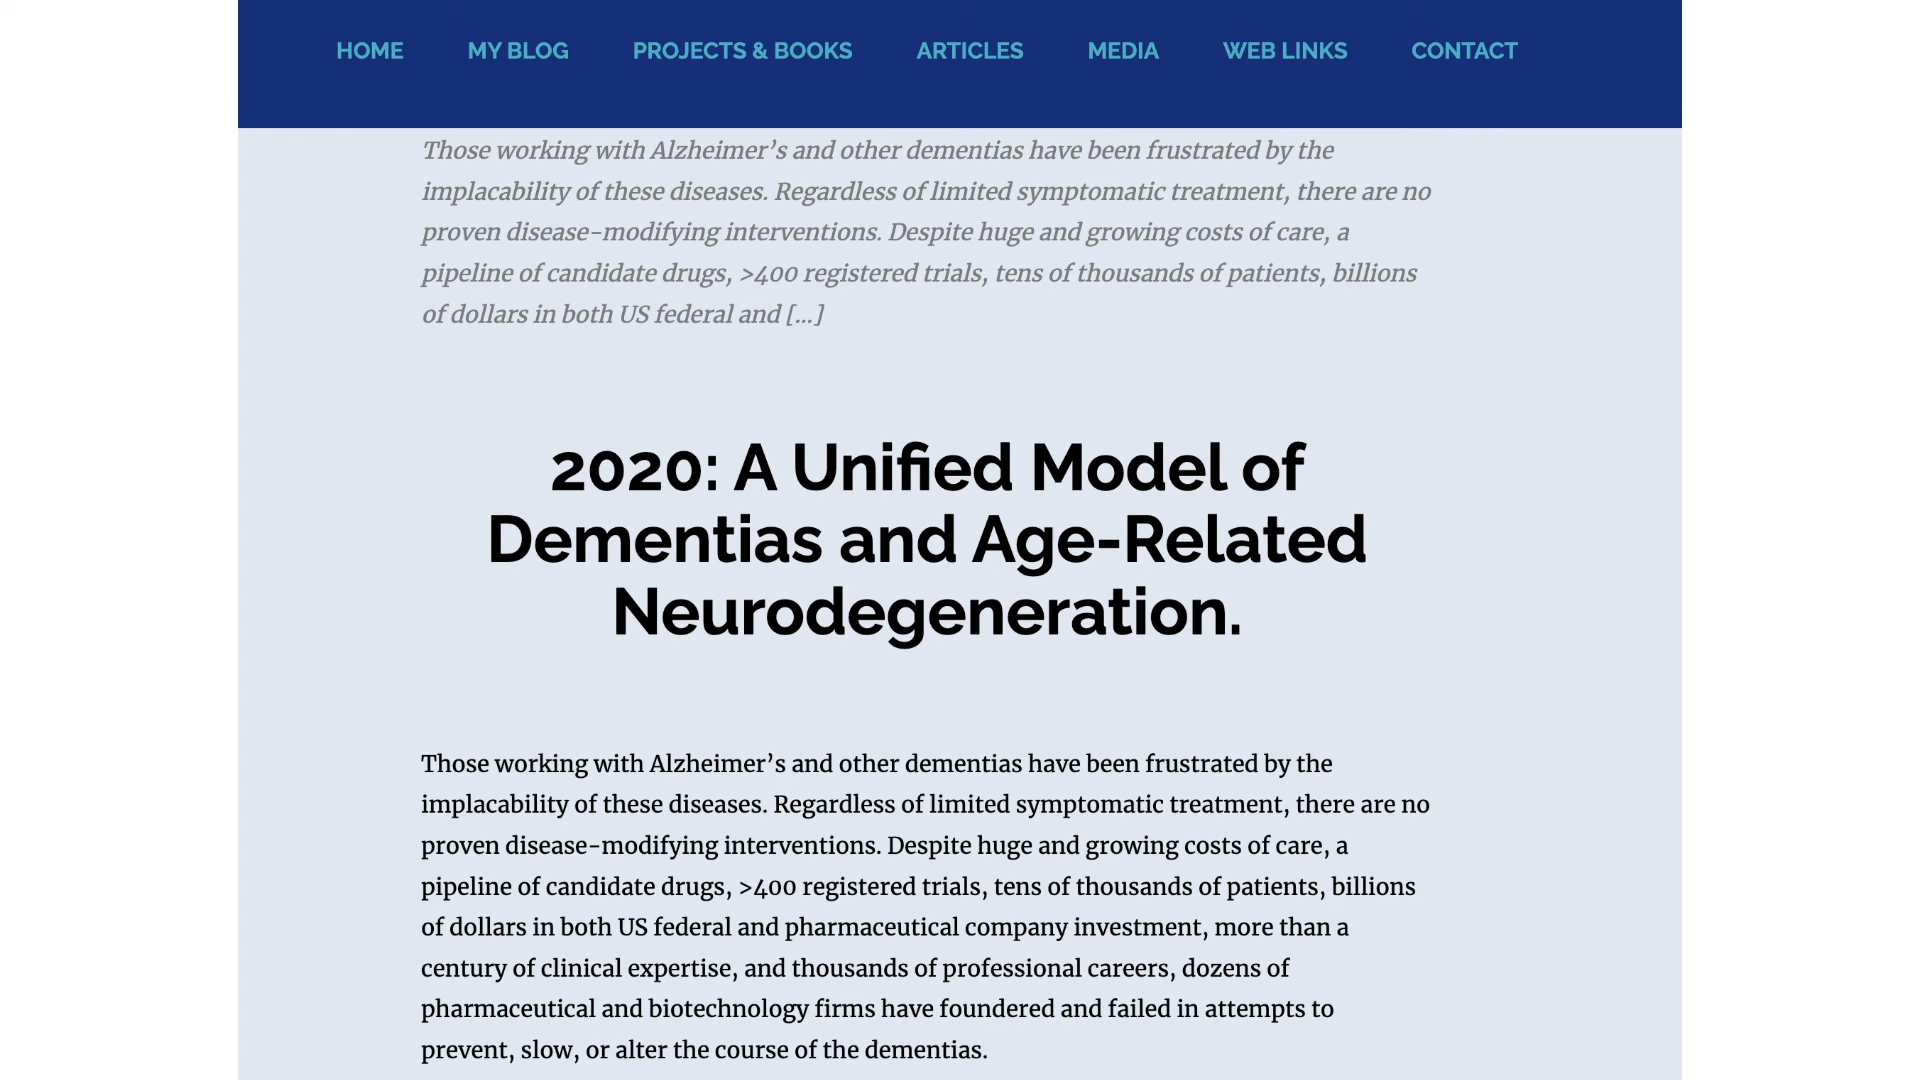 HOME MY BLOG PROJECTS & BOOKS ARTICLES MEDIA WEB LINKS CONTACT
Those working with Alzheimer’s and other dementias have been frustrated by the
implacability of these diseases. Regardless of limited symptomatic treatment, there are no
proven disease-modifying interventions. Despite huge and growing costs of care, a
pipeline of candidate drugs, >400 registered trials, tens of thousands of patients, billions
of dollars in both US federal and [...]
2020: A Unified Model of
Dementias and Age-Related
Neurodegeneration.
Those working with Alzheimer’s and other dementias have been frustrated by the
implacability of these diseases. Regardless of limited symptomatic treatment, there are no
proven disease-modifying interventions. Despite huge and growing costs of care, a
pipeline of candidate drugs, >400 registered trials, tens of thousands of patients, billions
of dollars in both US federal and pharmaceutical company investment, more than a
century of clinical expertise, and thousands of professional careers, dozens of
pharmaceutical and biotechnology firms have foundered and failed in attempts to
prevent, slow, or alter the course of the dementias.